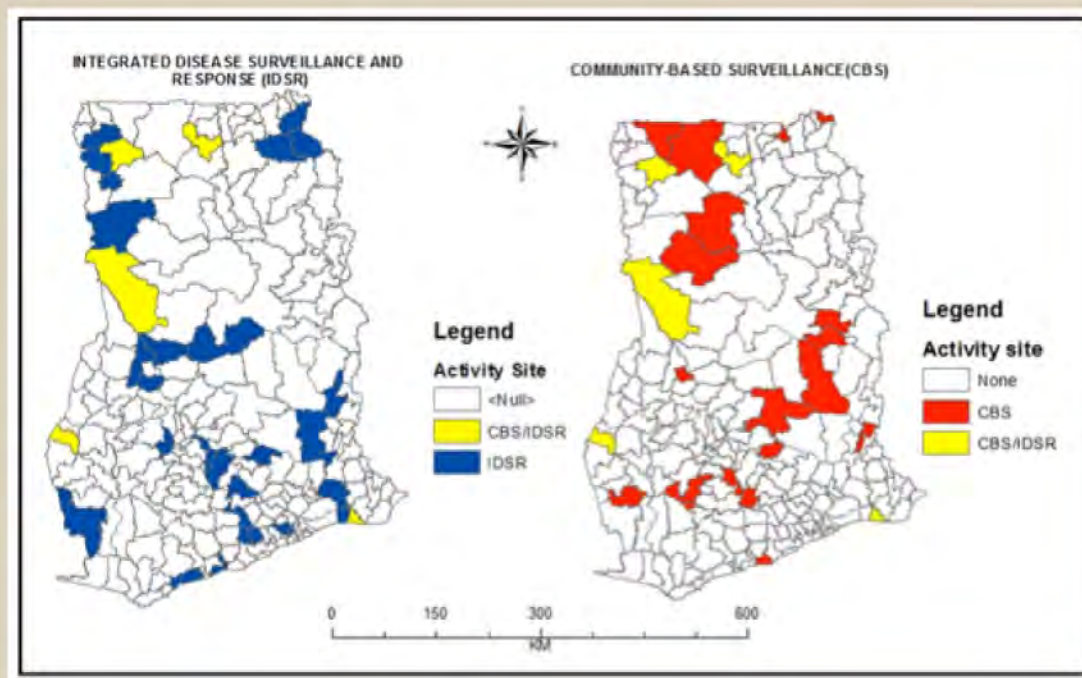 INTEGRATED DISEASE SURVEILLANCE AND
RESPONSE (IDSR)
COMMUNITY-BASED SURVEILLANCE(CBS)
Legend
Activity Site
<Null>
CBS/IDSR
IDSR
Legend
Activity site
None
CBS
CBS/IDSR
0 150 300 600
KM